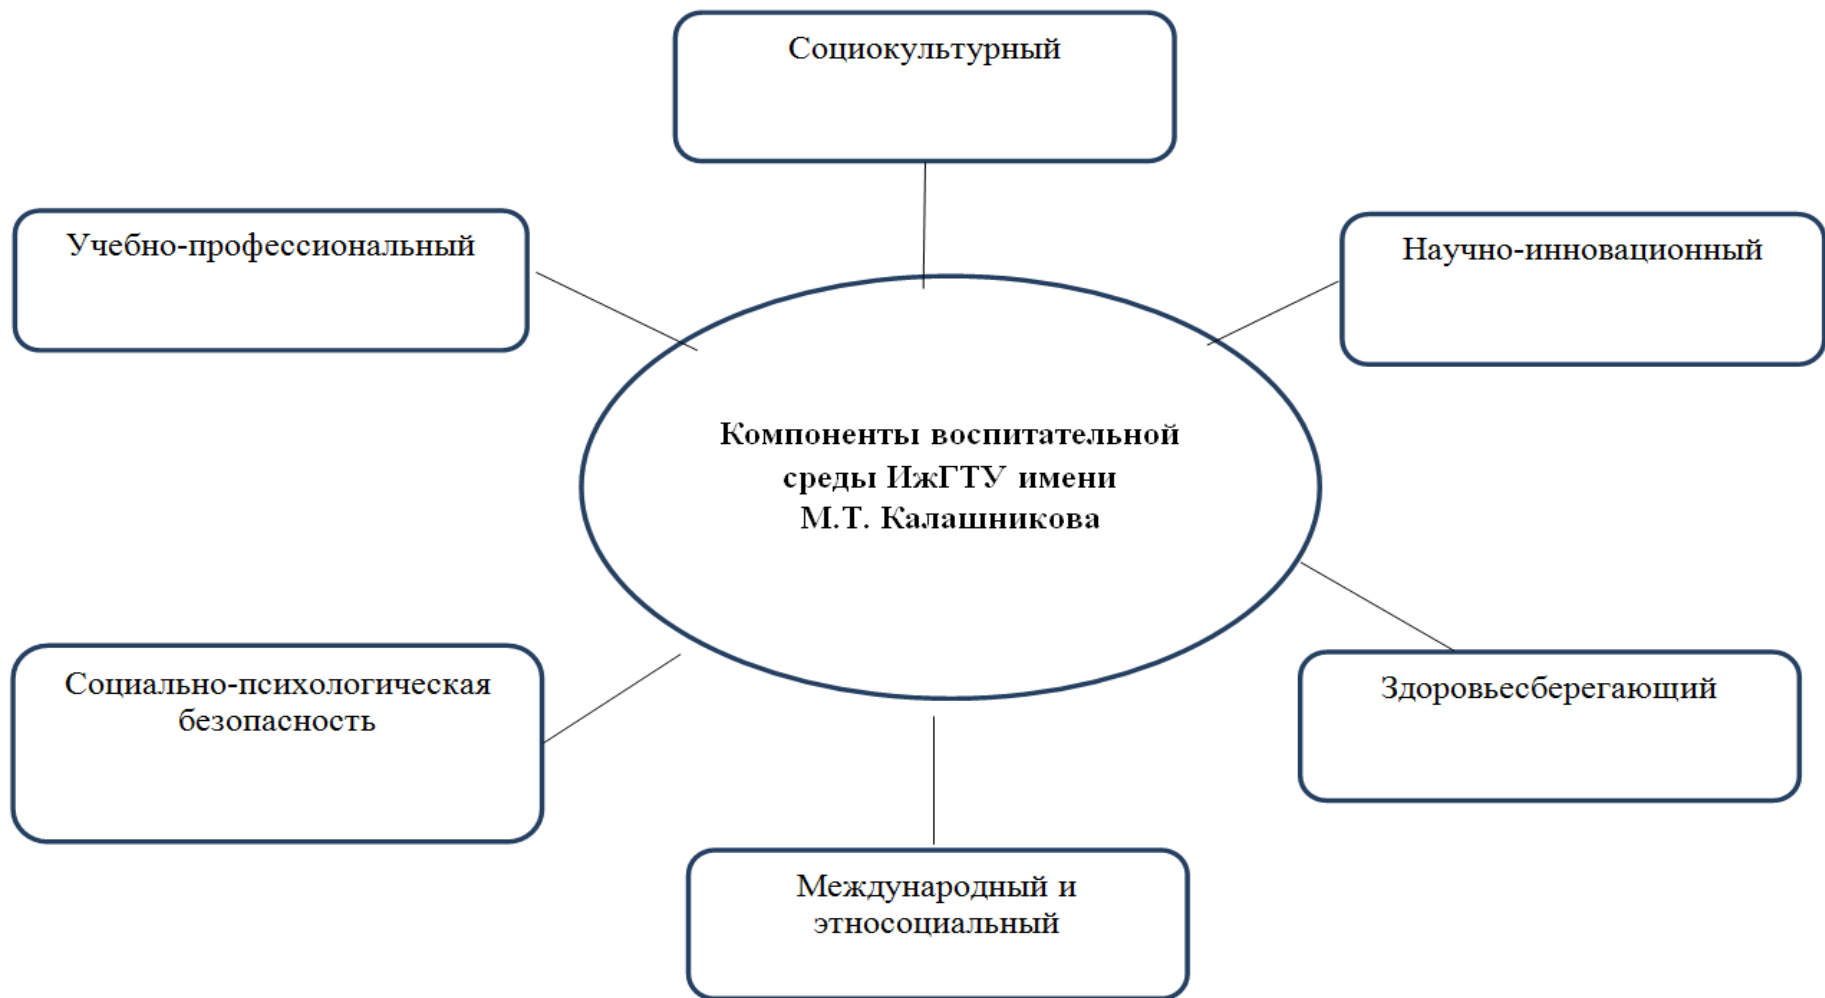 Социокультурный
Учебно-профессиональный
Научно-инновационный
Компоненты воспитательной
среды ИжГТУ имени
М.Т. Калашникова
Социально-психологическая
безопасность
Здоровьесберегающий
Международный и
этносоциальный